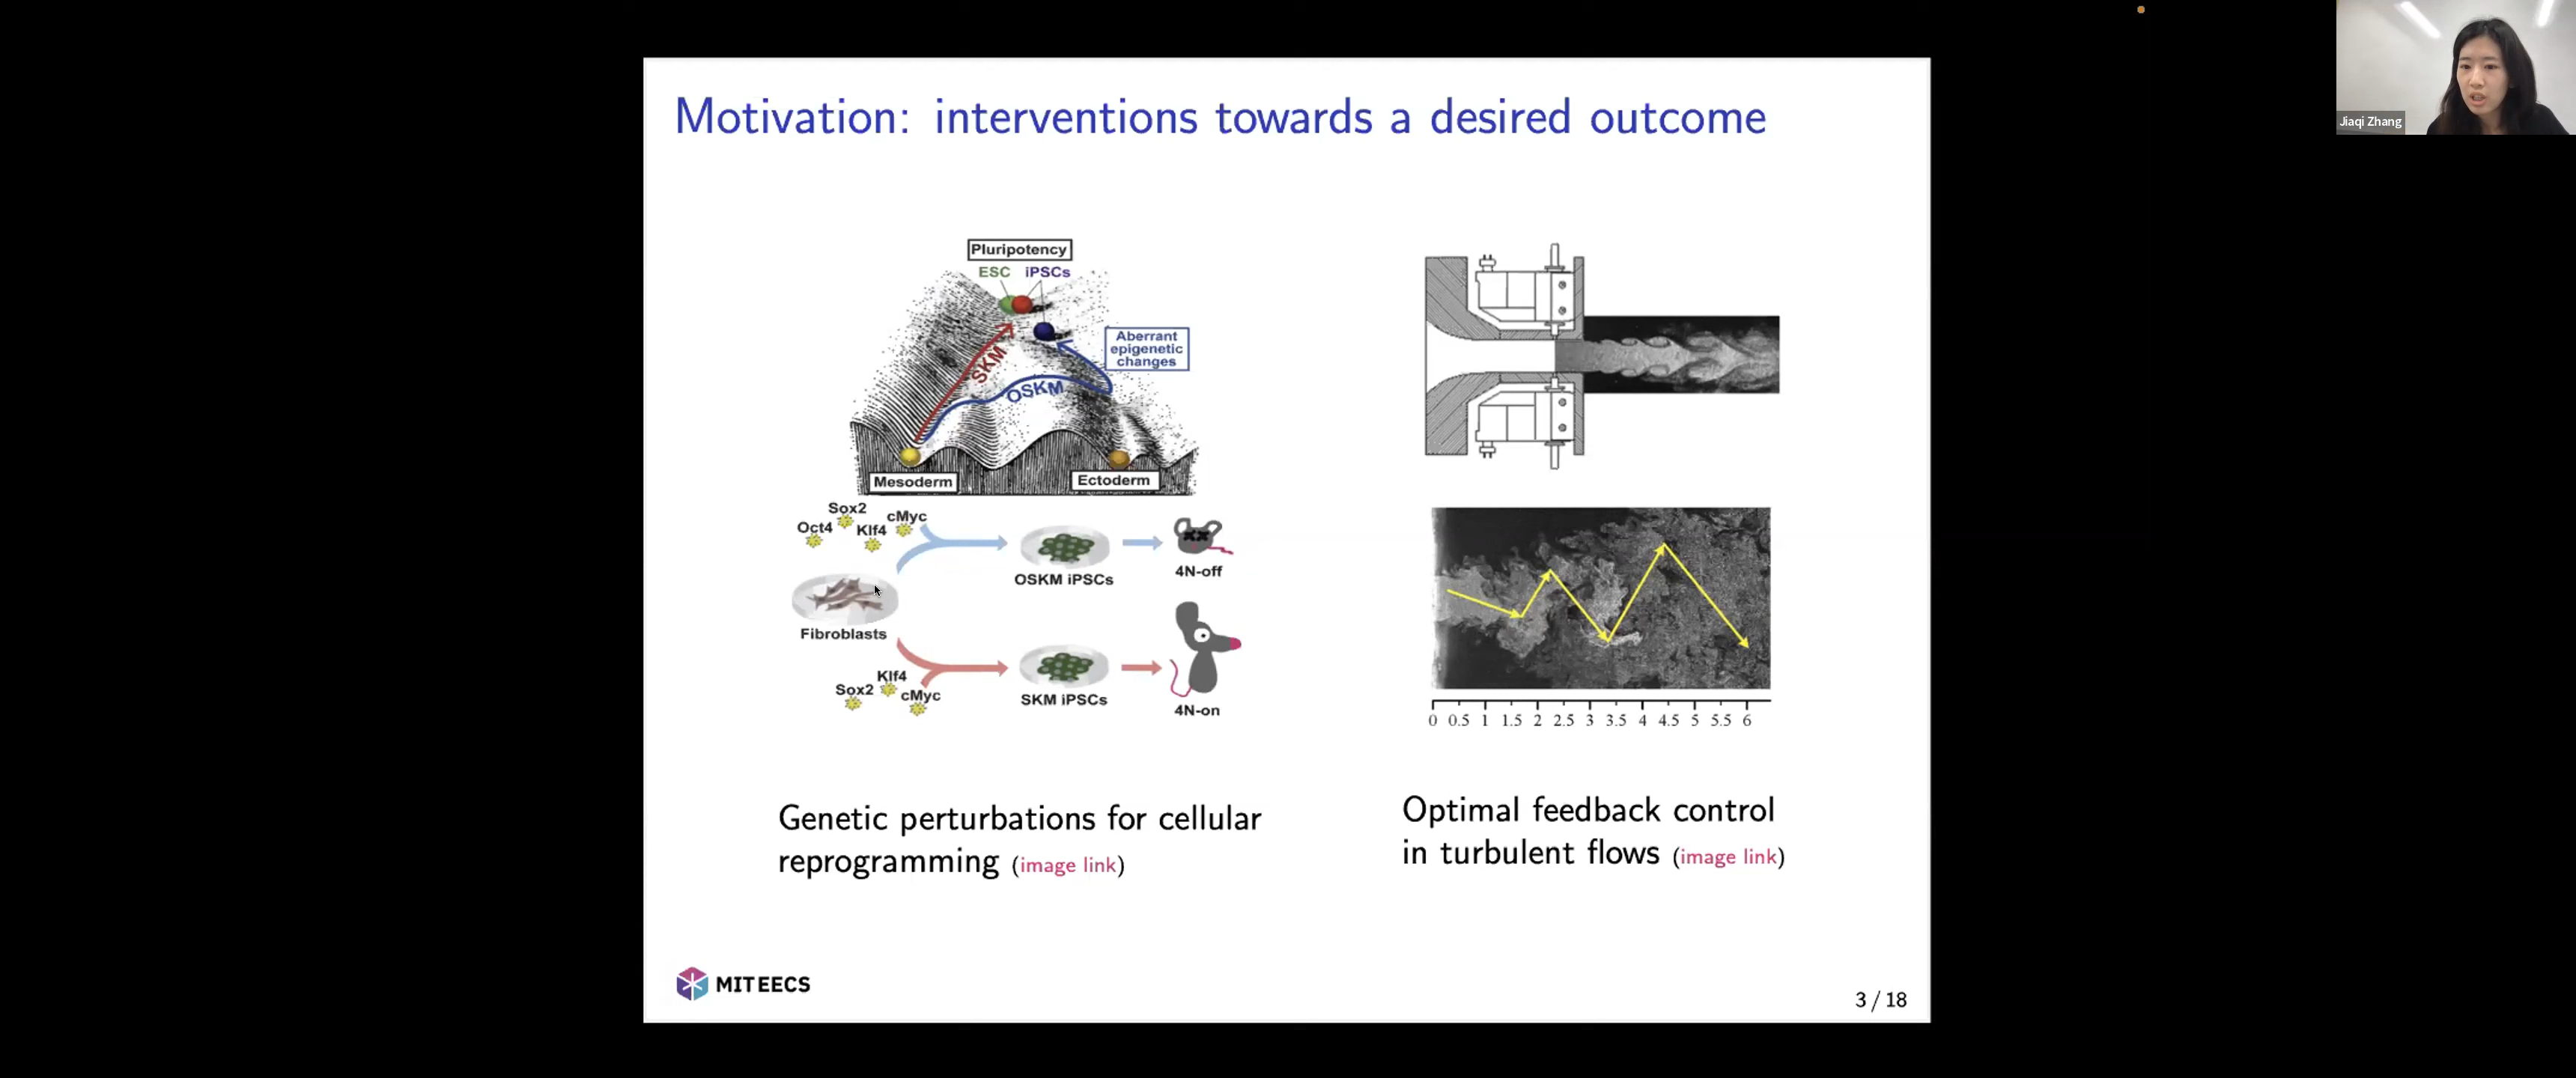 Jiaqi Zhang
Motivation: interventions towards a desired outcome
Pluripotency
ESC iPSCs
Aberrant
epigenetic
changes
SKM
OSKM
Mesoderm
Ectoderm
Sox2
Oct4
Klf4
cMyc
OSKM iPSCs
4N-off
Fibroblasts
Klf4
Sox2
cMyc
SKM iPSCs
4N-on
0 0.5 1 1.5 2 2.5 3 3.5 4 4.5 5 5.5 6
Genetic perturbations for cellular
reprogramming (image link)
Optimal feedback control
in turbulent flows (image link)
MIT EECS
3 / 18